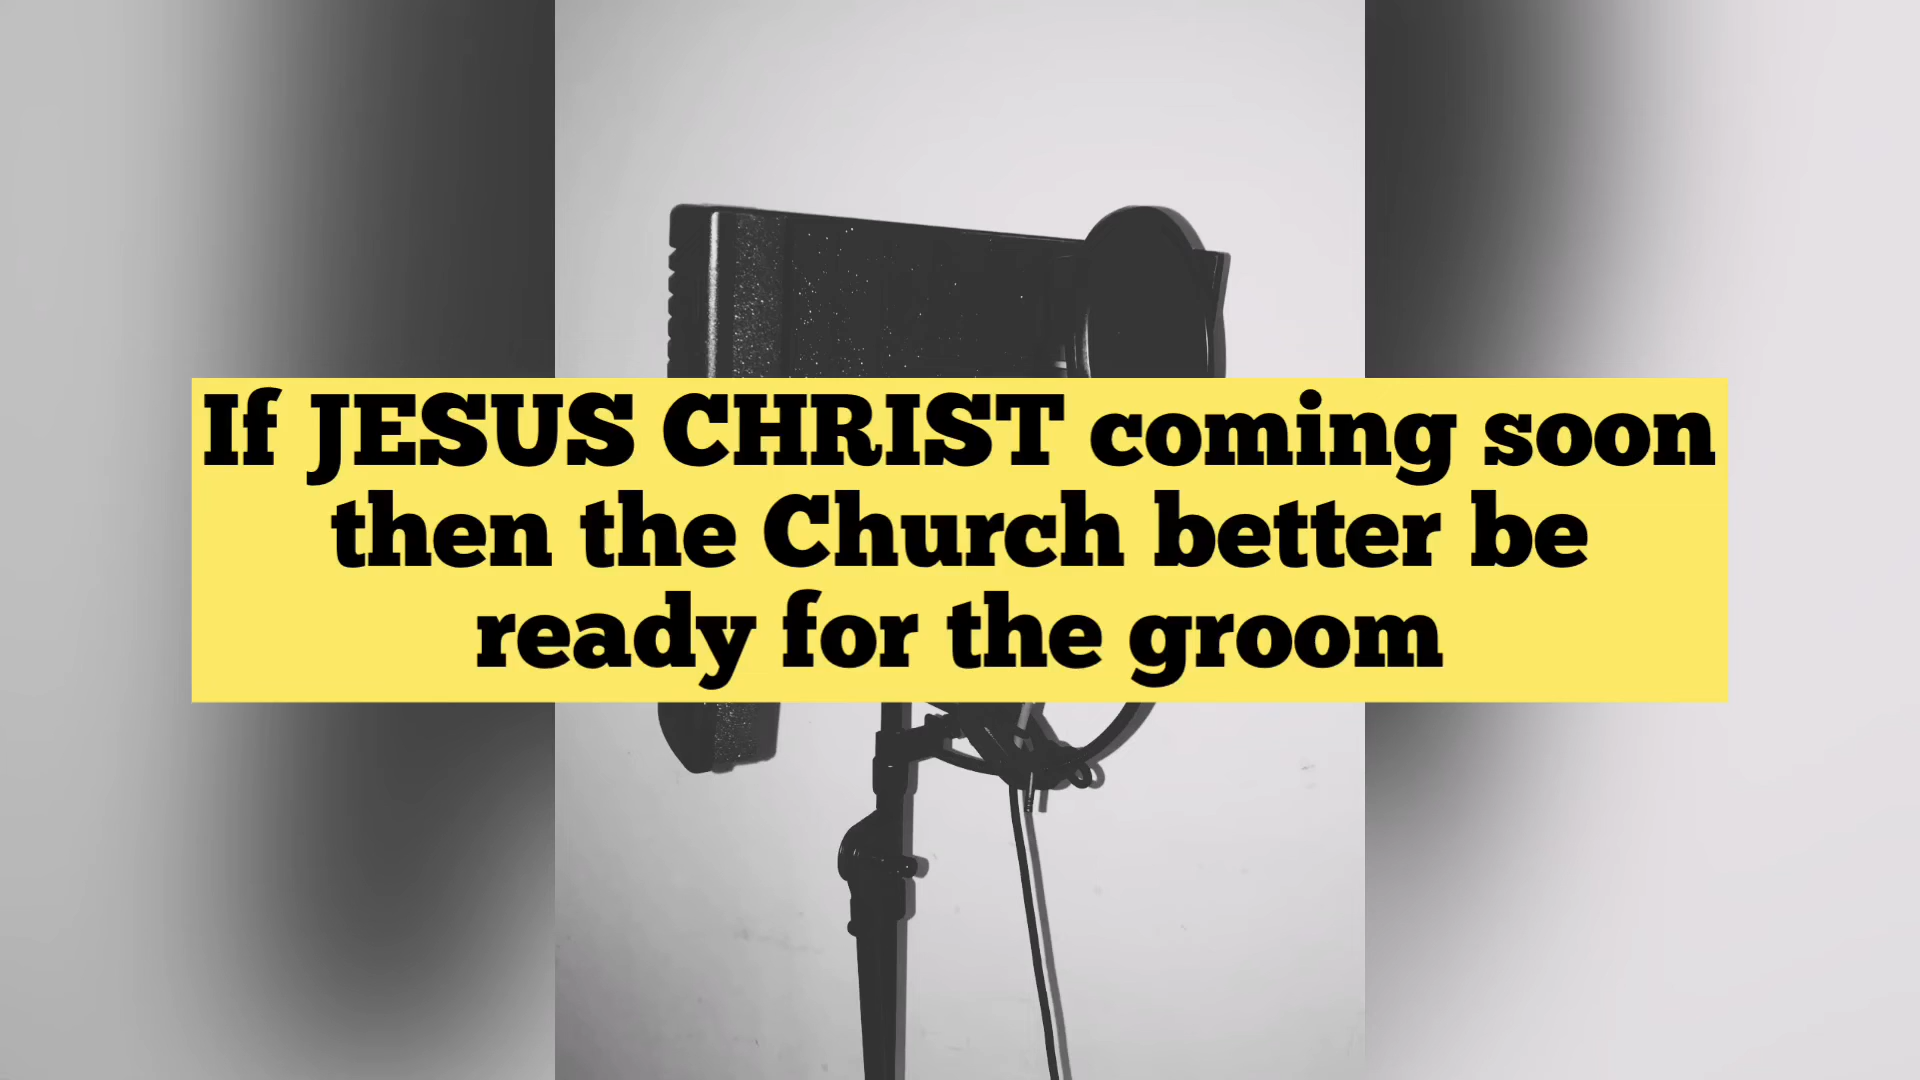 If JESUS CHRIST coming soon
then the Church better be
ready for the groom